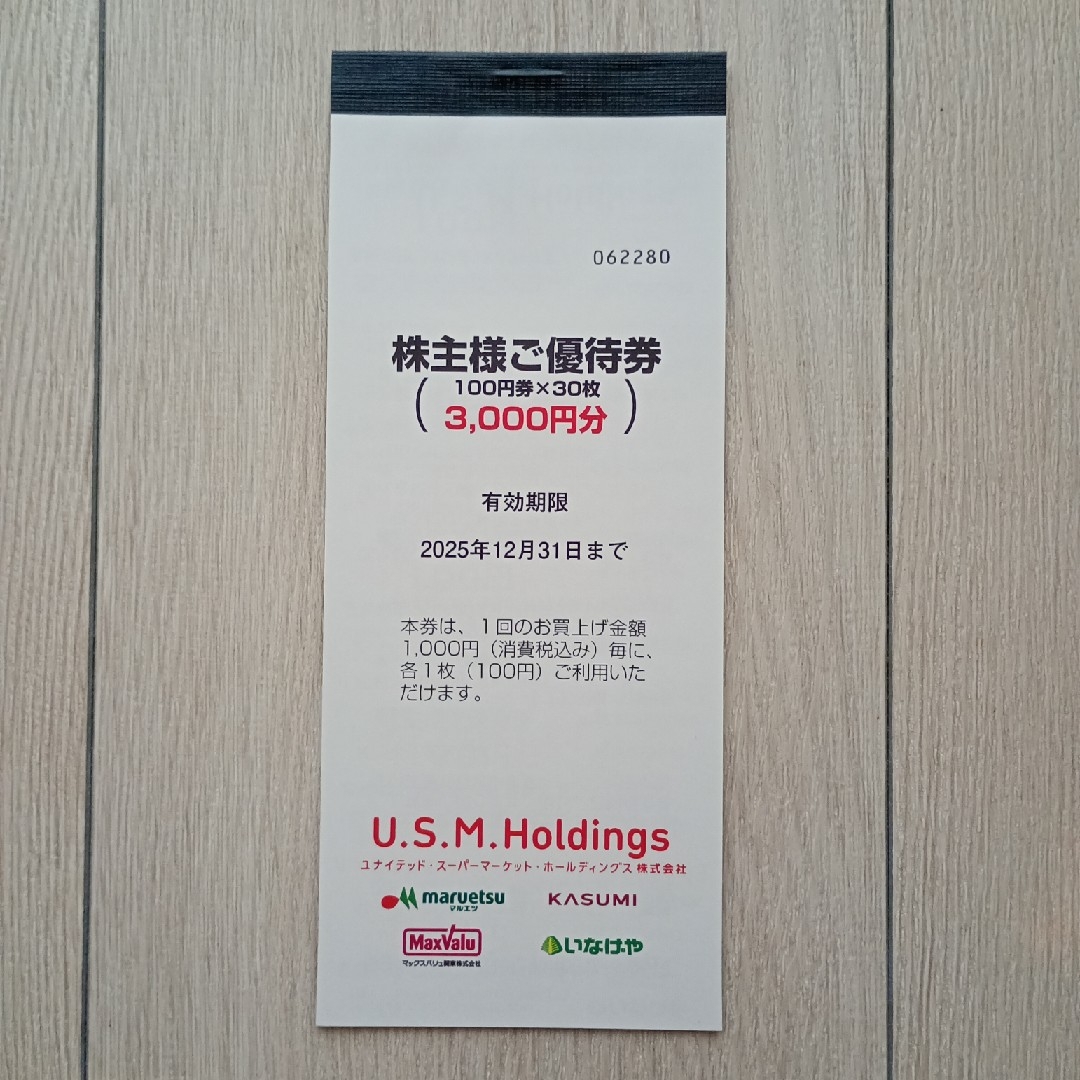 062280
株主様ご優待券
(100円券×30枚
3,000円分)
有効期限
2025年12月31日まで
本券は、1回のお買上げ金額
1,000円（消費税込み）毎に、
各1枚（100円）ご利用いた
だけます。
U.S.M.Holdings
ユナイテッド・スーパーマーケット・ホールディングス株式会社
maruetsu KASUMI
マルエツ
MaxValu いなげや
マックスバリュ関東株式会社